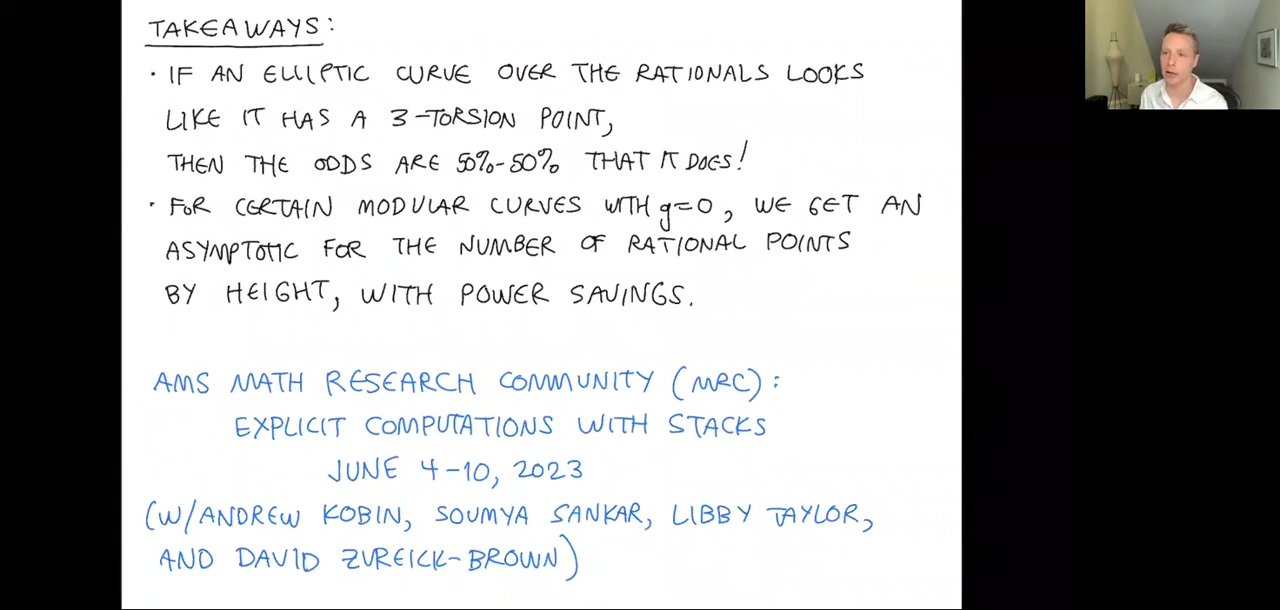 TAKEAWAYS:
· IF AN ELLIPTIC CURVE OVER THE RATIONALS LOOKS
LIKE IT HAS A 3-TORSION POINT,
THEN THE ODDS ARE 50%-50% THAT IT DOES!
· FOR CERTAIN MODULAR CURVES WITH g=0, WE GET AN
ASYMPTOTIC FOR THE NUMBER OF RATIONAL POINTS
BY HEIGHT, WITH POWER SAVINGS.
AMS MATH RESEARCH COMMUNITY (MRC):
EXPLICIT COMPUTATIONS WITH STACKS
JUNE 4-10, 2023
(W/ANDREW KOBIN, SOUMYA SANKAR, LIBBY TAYLOR,
AND DAVID ZUREICK-BROWN)